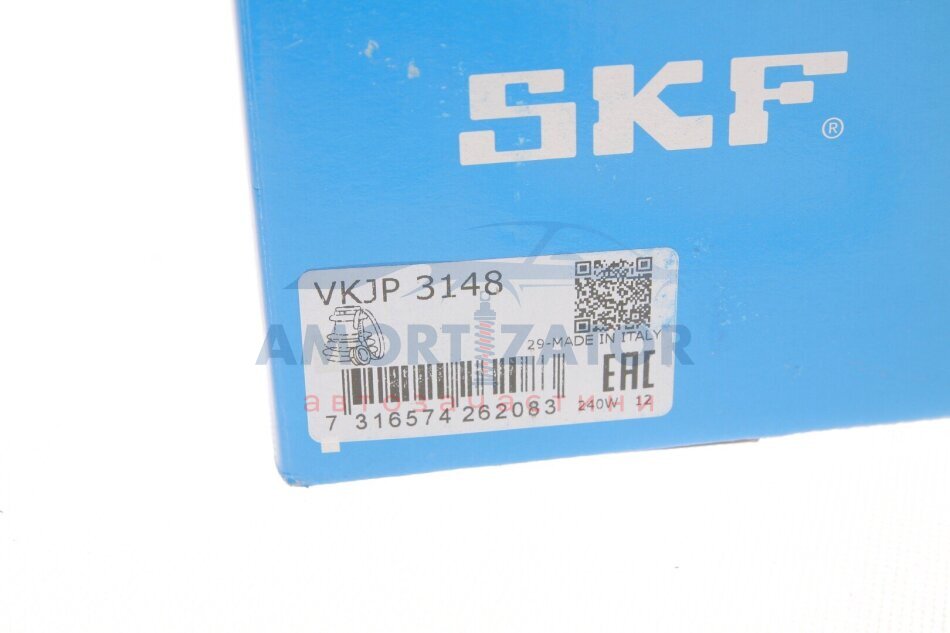 SKF®
VKJP 3148
29-MADE IN ITALY
AMORTIZATOR
EAC
автозапчастини
240W 12
7 316574 262083